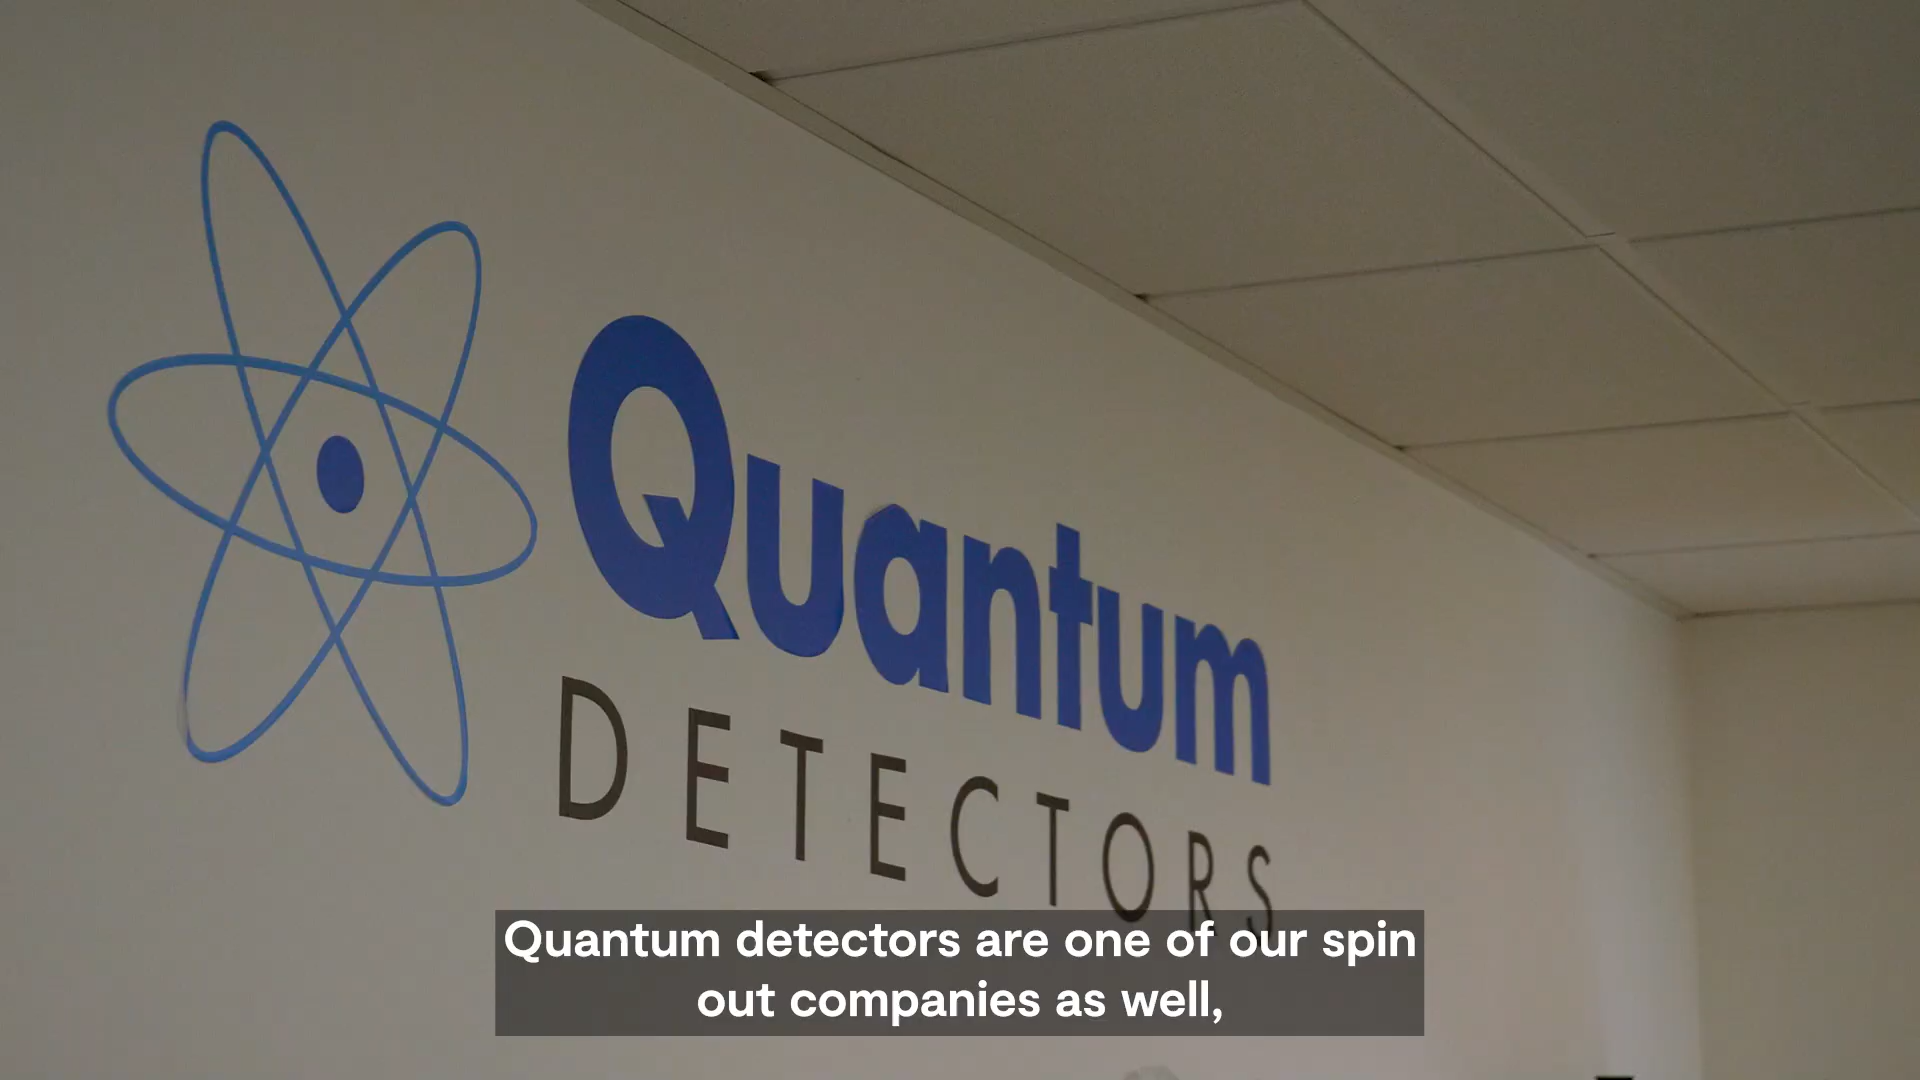 Quantum
DETECTORS
Quantum detectors are one of our spin
out companies as well,